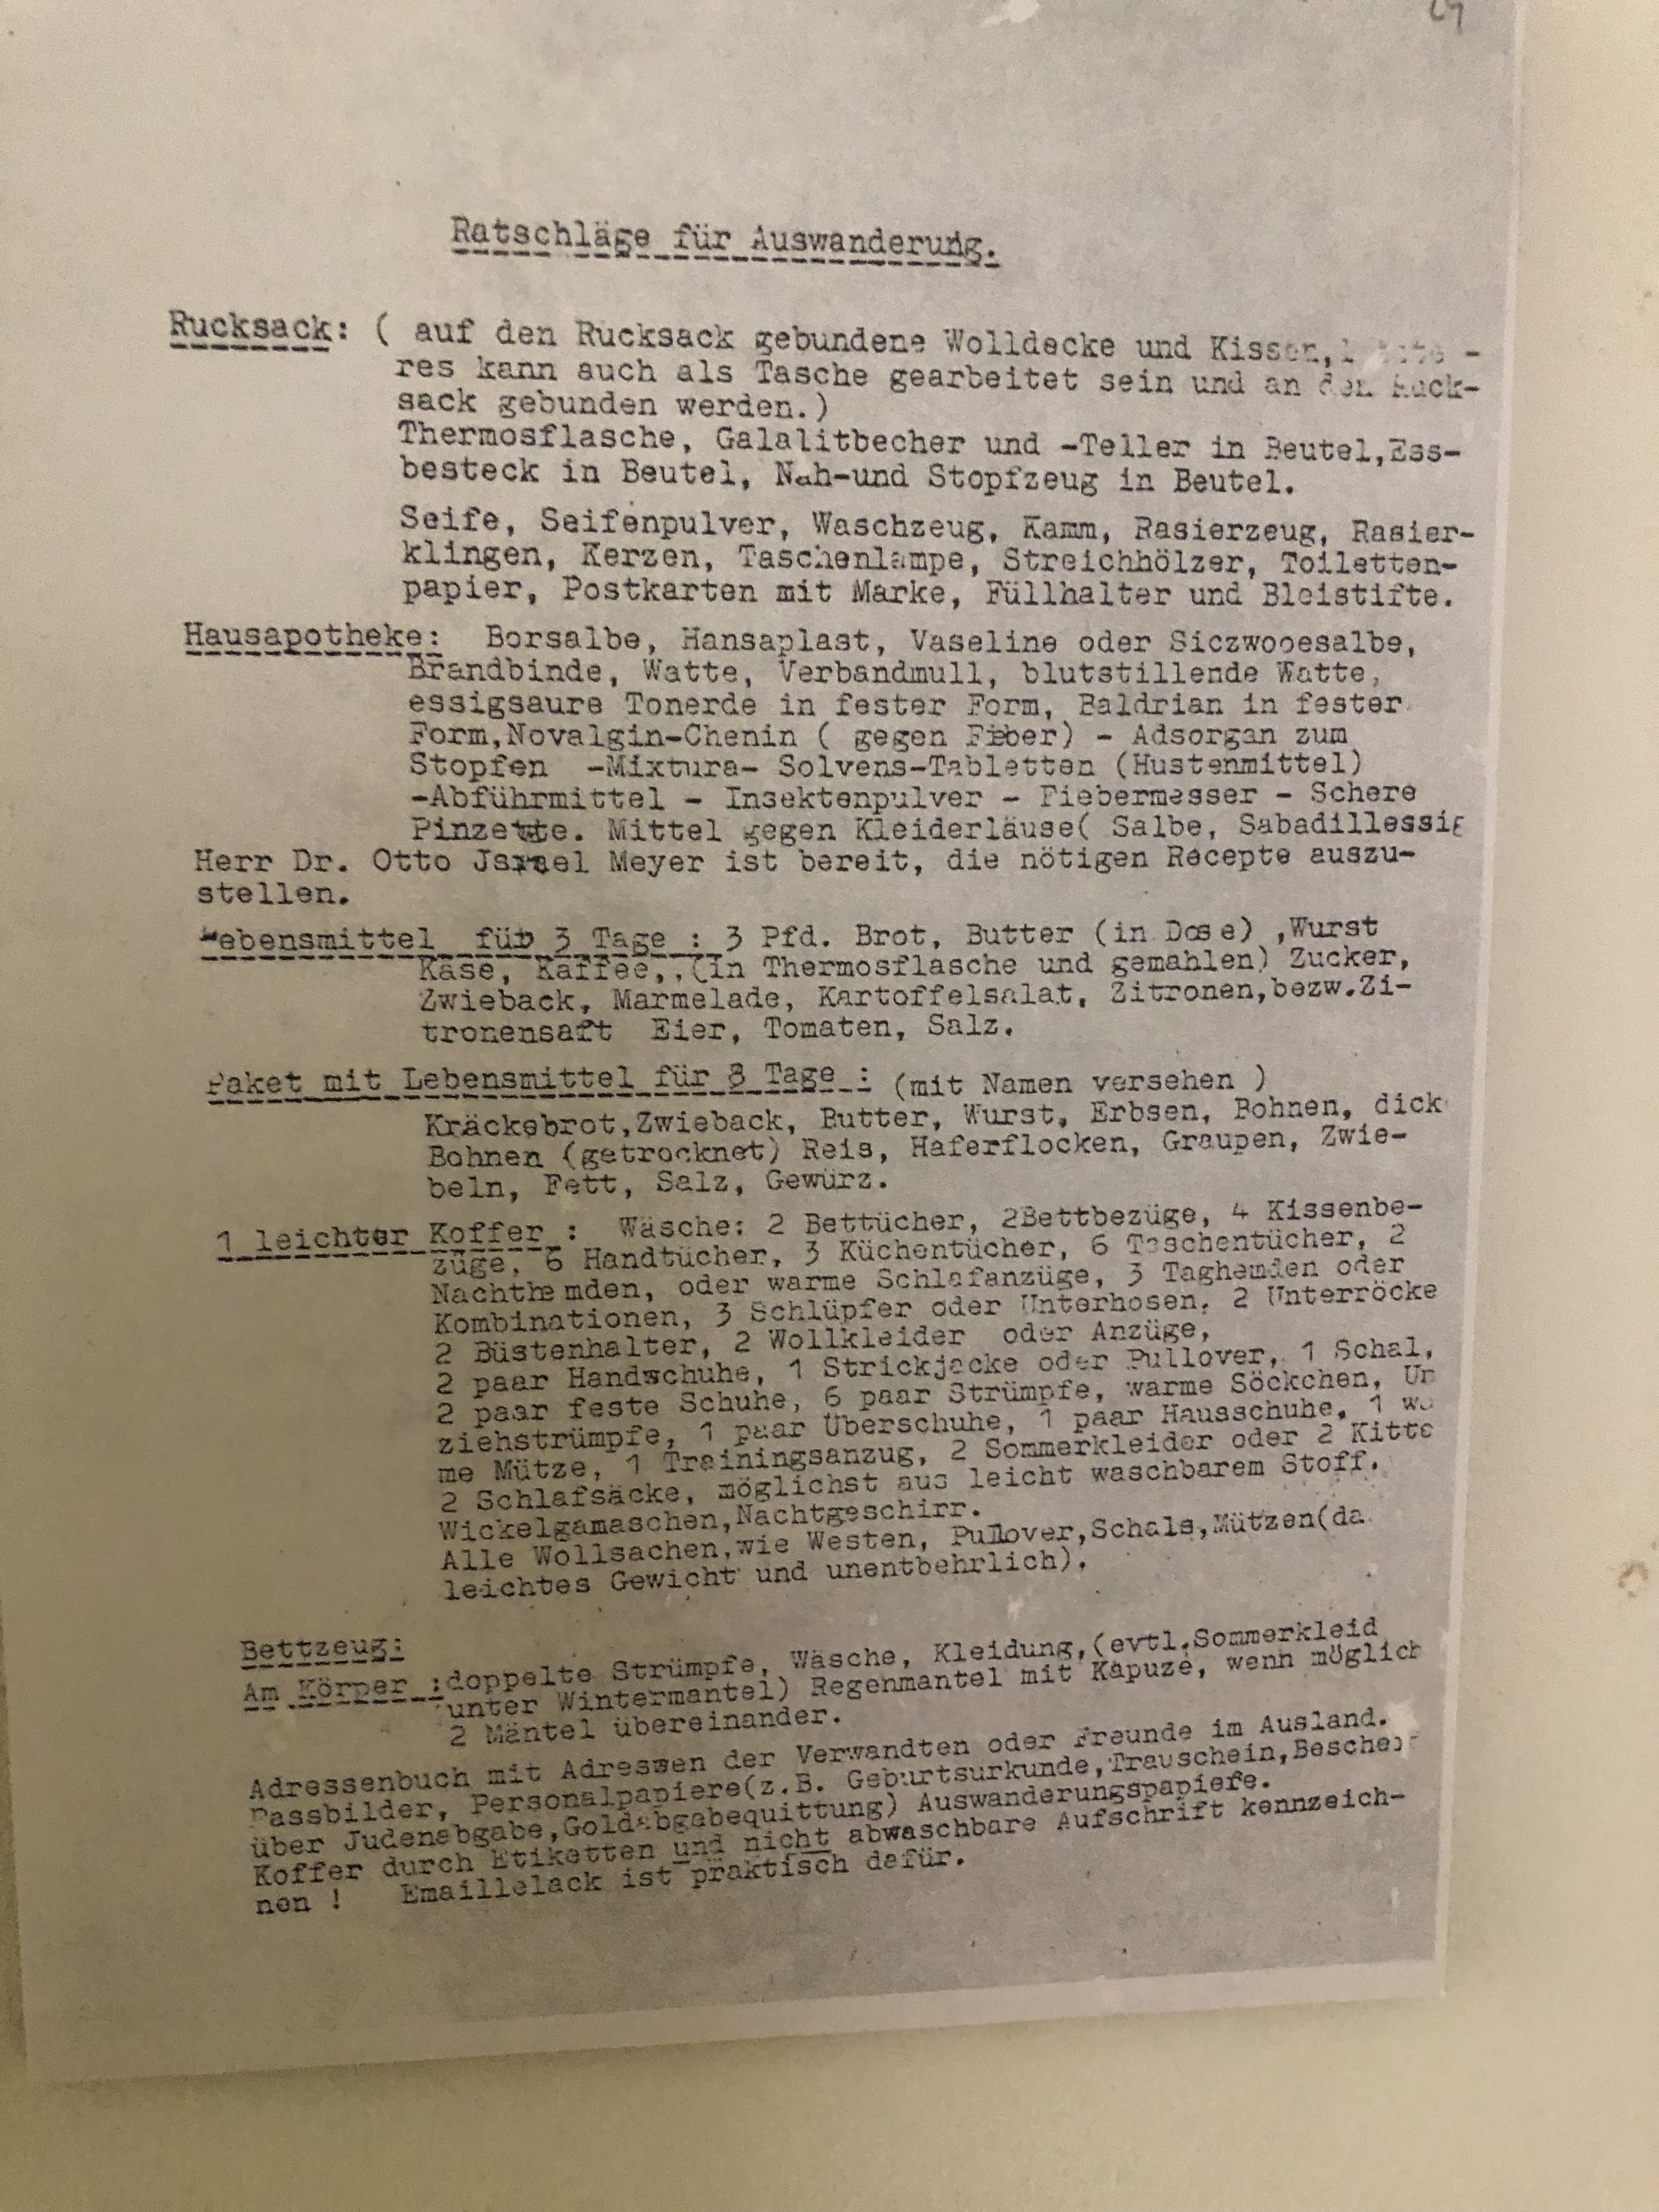 24
Ratschläge für Auswanderung.
Rucksack: ( auf den Rucksack gebundene Wolldecke und Kissen,
res kann auch als Tasche gearbeitet sein und an den Ruck-
sack gebunden werden.)
Thermosflasche, Galalitbecher und -Teller in Beutel,Ess-
besteck in Beutel, Nah-und Stopfzeug in Beutel.
Seife, Seifenpulver, Waschzeug, Kamm, Rasierzeug, Rasier-
klingen, Kerzen, Taschenlampe, Streichhölzer, Toiletten-
papier, Postkarten mit Marke, Füllhalter und Bleistifte.
Hausapotheke: Borsalbe, Hansaplast, Vaseline oder
Brandbinde, Watte, Verbandmull, blutstillende Watte,
essigsaure Tonerde in fester Form, Baldrian in fester
Form,Novalgin-Chenin ( gegen Fieber) - Adsorgan zum
Stopfen -Mixtura- Solvens-Tabletten (Hustenmittel)
-Abführmittel - Insektenpulver - Fiebermesser - Schere
Pinzette. Mittel gegen Kleiderläuse( Salbe, Sabadillessig
Herr Dr. Otto Jsrael Meyer ist bereit, die nötigen Recepte auszu-
stellen.
Lebensmittel für 3 Tage : 3 Pfd. Brot, Butter (in Dose) ,Wurst
Käse, Kaffee,,(in Thermosflasche und gemahlen) Zucker,
Zwieback, Marmelade, Kartoffelsalat, Zitronen,bezw.Zi-
tronensaft Eier, Tomaten, Salz.
Paket mit Lebensmittel für 8 Tage : (mit Namen versehen )
Kräckebrot,Zwieback, Butter, Wurst, Erbsen, Bohnen, dick
Bohnen (getrocknet) Reis, Haferflocken, Graupen, Zwie-
beln, Fett, Salz, Gewürz.
1 leichter Koffer : Wäsche: 2 Bettücher, 2Bettbezüge, 4 Kissenbe-
züge, 6 Handtücher, 3 Küchentücher, 6 Taschentücher, 2
Nachthemden, oder warme Schlafanzüge, 3 Taghemden oder
Kombinationen, 3 Schlüpfer oder Unterhosen, 2 Unterröcke
2 Büstenhalter, 2 Wollkleider oder Anzüge,
2 paar Handschuhe, 1 Strickjacke oder Pullover, 1 Schal,
2 paar feste Schuhe, 6 paar Strümpfe, warme Söckchen, Ü
ziehstrümpfe, 1 paar Überschuhe, 1 paar Hausschuhe, 1 wa
me Mütze, 1 Trainingsanzug, 2 Sommerkleider oder 2 Kitte
2 Schlafsäcke, möglichst aus leicht waschbarem Stoff.
Wickelgamaschen,Nachtgeschirr.
Alle Wollsachen,wie Westen, Pullover,Schals,Mützen(da
leichtes Gewicht und unentbehrlich).
Bettzeug:
Am Körper :doppelte Strümpfe, Wäsche, Kleidung,(evtl.Sommerkleid
unter Wintermantel) Regenmantel mit Kapuze, wenn möglich
2 Mäntel übereinander.
Adressenbuch mit Adressen der Verwandten oder Freunde im Ausland.
Passbilder, Personalpapiere(z.B. Geburtsurkunde,Trauschein,Beschei
über Judenabgabe,Goldabgabequittung) Auswanderungspapiere.
Koffer durch Etiketten und nicht abwaschbare Aufschrift kennzeich-
nen ! Emaillelack ist praktisch dafür.